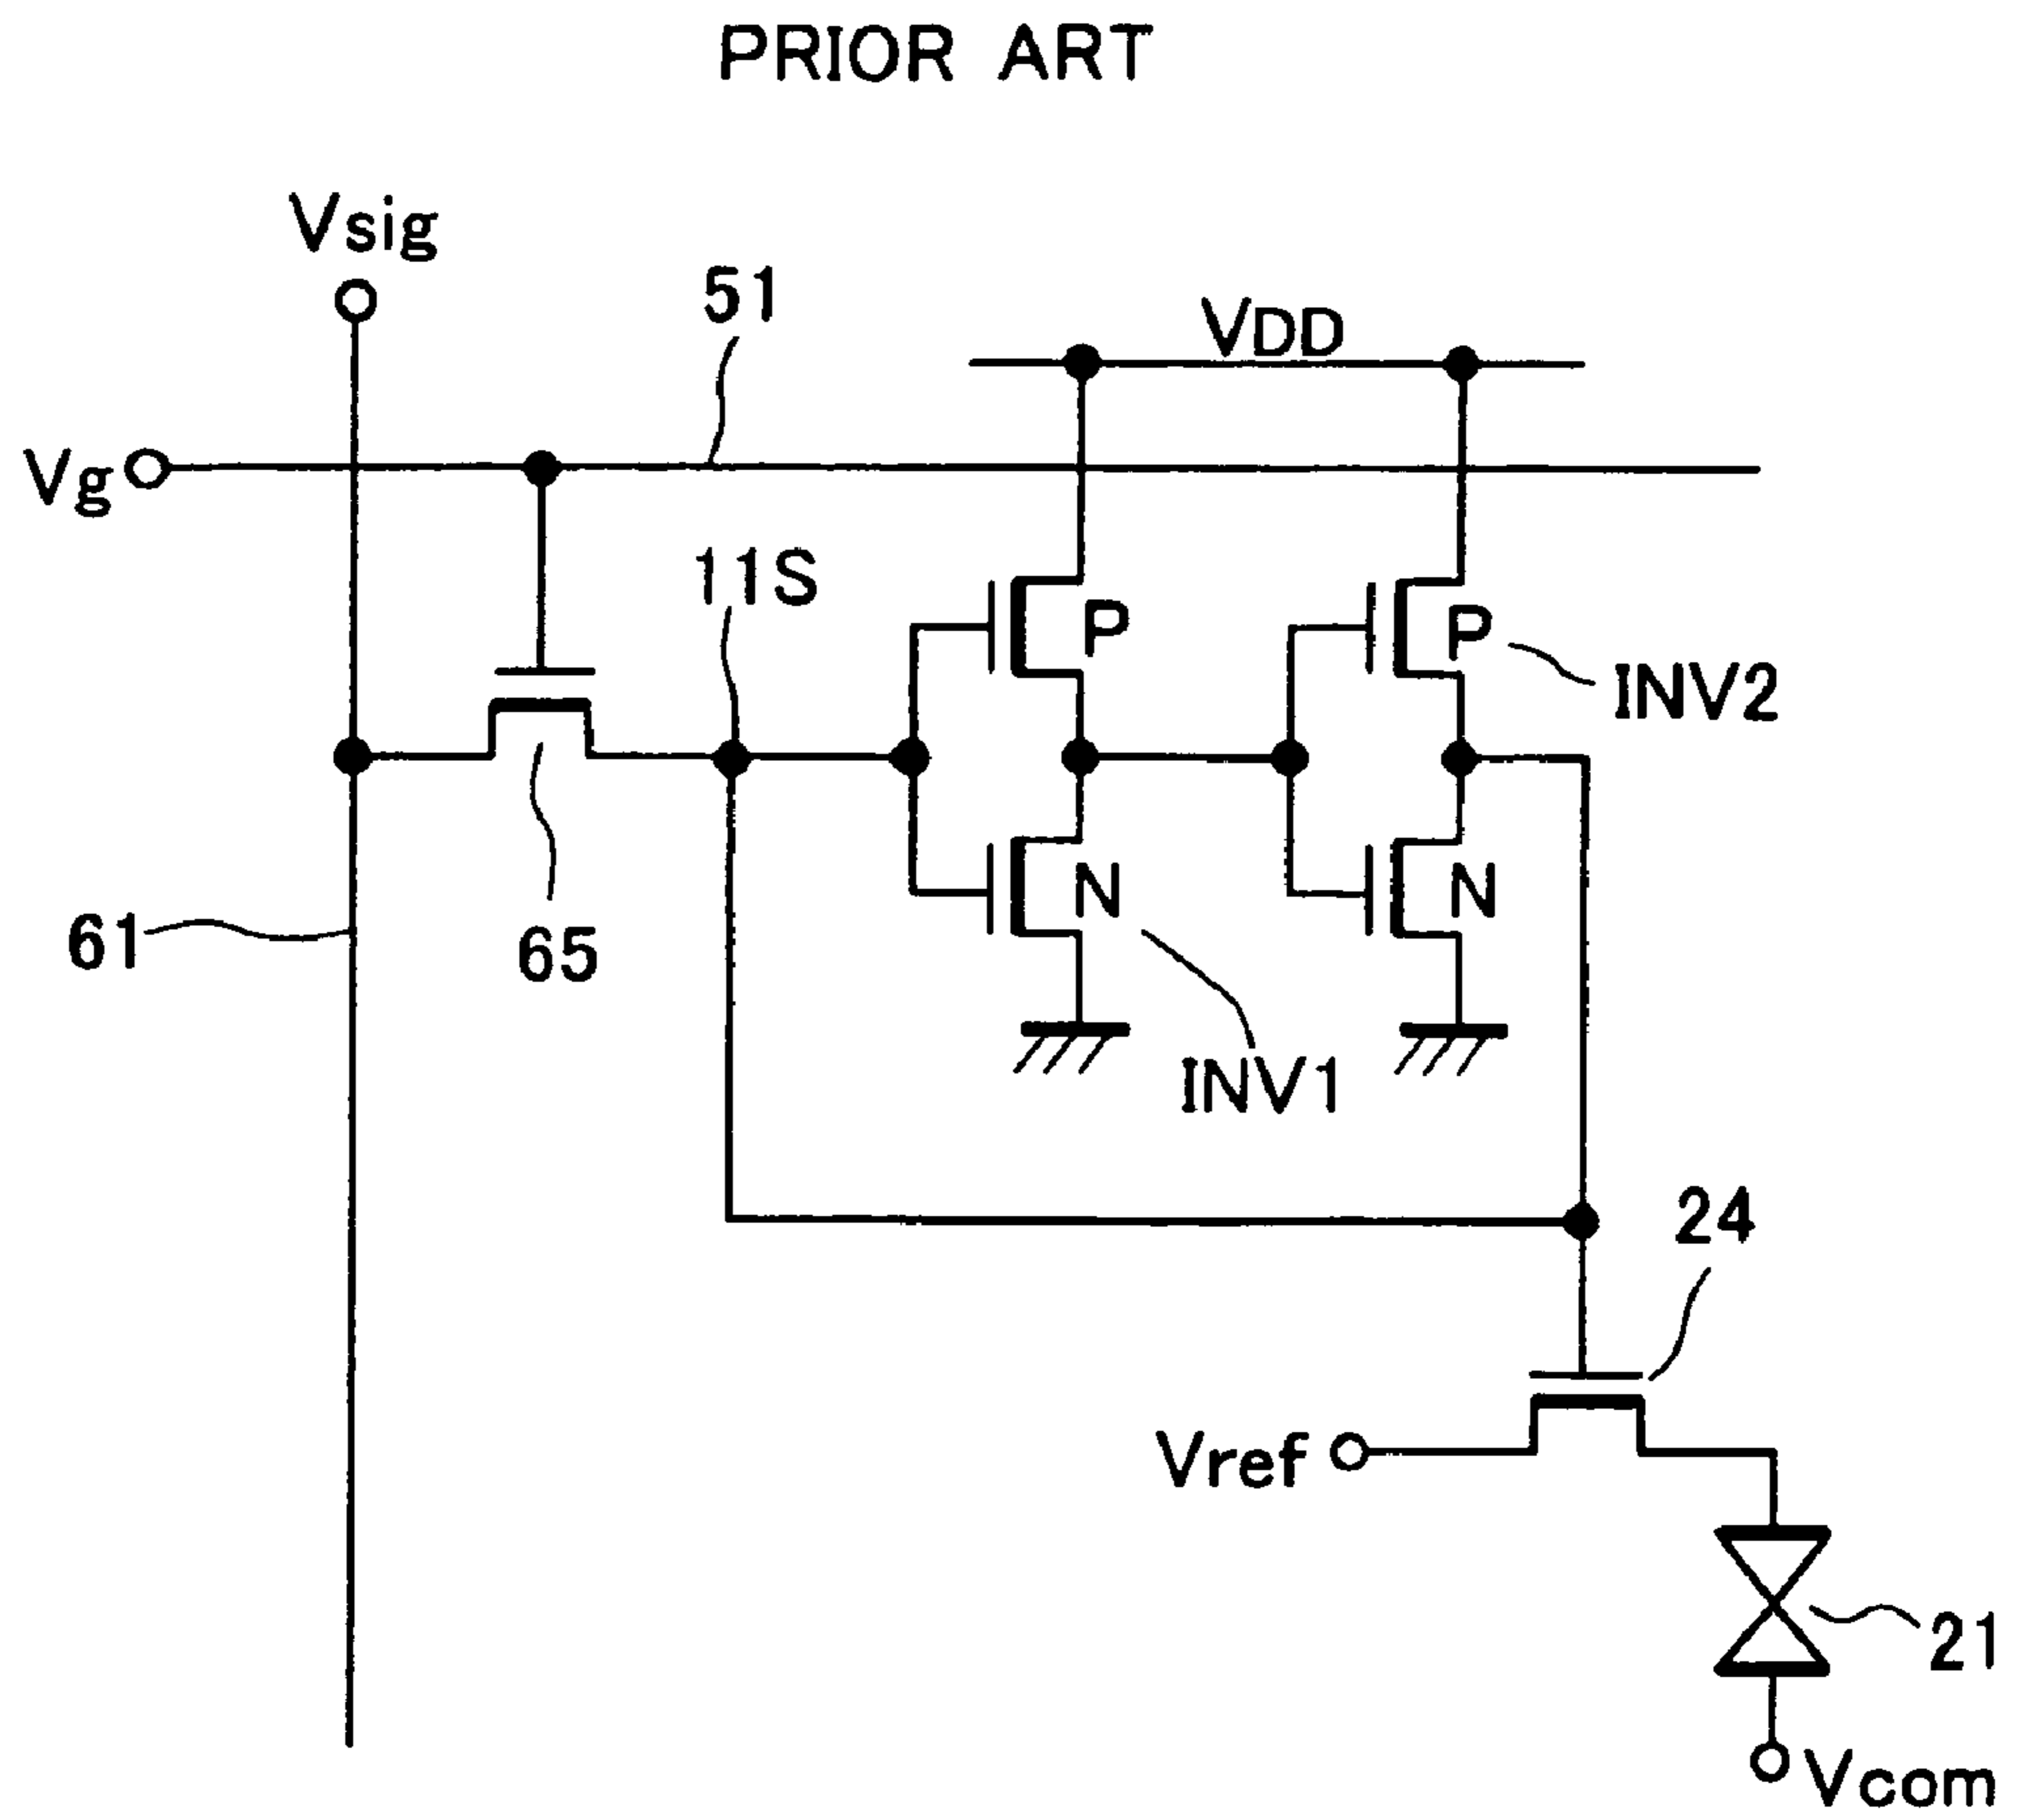 PRIOR ART
Vsig
51
VDD
Vg
11S
P
P
INV2
N
N
61
65
INV1
24
Vref
21
Vcom